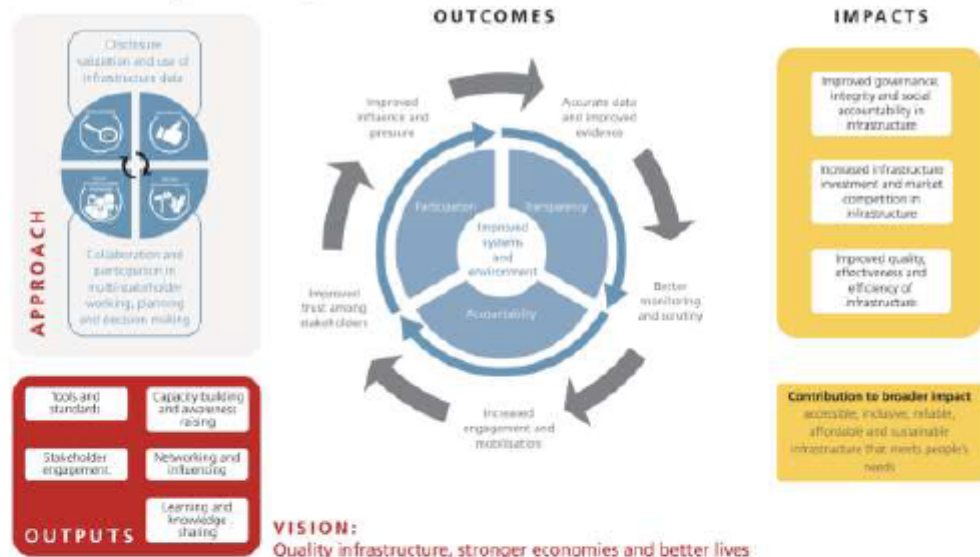 APPROACH
Disclosure
validation and use of
infrastructure data
Collaboration and
participation in
multi-stakeholder
working, planning
and decision making
OUTPUTS
Tools and
standards
Capacity building
and awareness
raising
Stakeholder
engagement
Networking and
influencing
Learning and
knowledge
sharing
OUTCOMES
Improved
influence and
pressure
Accurate data
and improved
evidence
Better
monitoring
and scrutiny
Increased
engagement and
mobilisation
Improved
trust among
stakeholders
Participation
Transparency
Accountability
Improved
systems
and
environment
IMPACTS
Improved governance,
integrity and social
accountability in
infrastructure
Increased infrastructure
investment and market
competition in
infrastructure
Improved quality,
effectiveness and
efficiency of
infrastructure
Contribution to broader impact
accessible, inclusive, reliable,
affordable and sustainable
infrastructure that meets people's
needs
VISION:
Quality infrastructure, stronger economies and better lives